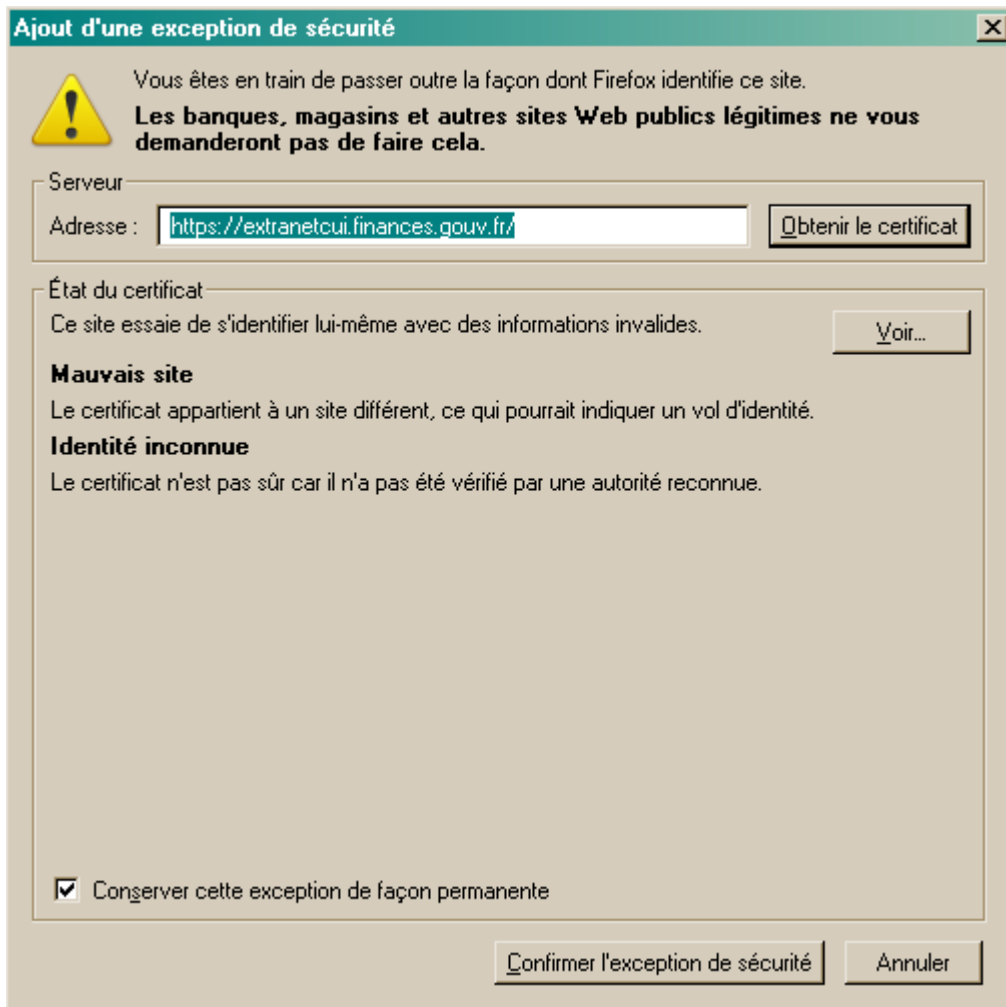 Ajout d'une exception de sécurité
Vous êtes en train de passer outre la façon dont Firefox identifie ce site.
Les banques, magasins et autres sites Web publics légitimes ne vous
demanderont pas de faire cela.
Serveur
Adresse : https://extranetcui.finances.gouv.fr/ Obtenir le certificat
État du certificat
Ce site essaie de s'identifier lui-même avec des informations invalides. Voir...
Mauvais site
Le certificat appartient à un site différent, ce qui pourrait indiquer un vol d'identité.
Identité inconnue
Le certificat n'est pas sûr car il n'a pas été vérifié par une autorité reconnue.
Conserver cette exception de façon permanente
Confirmer l'exception de sécurité Annuler